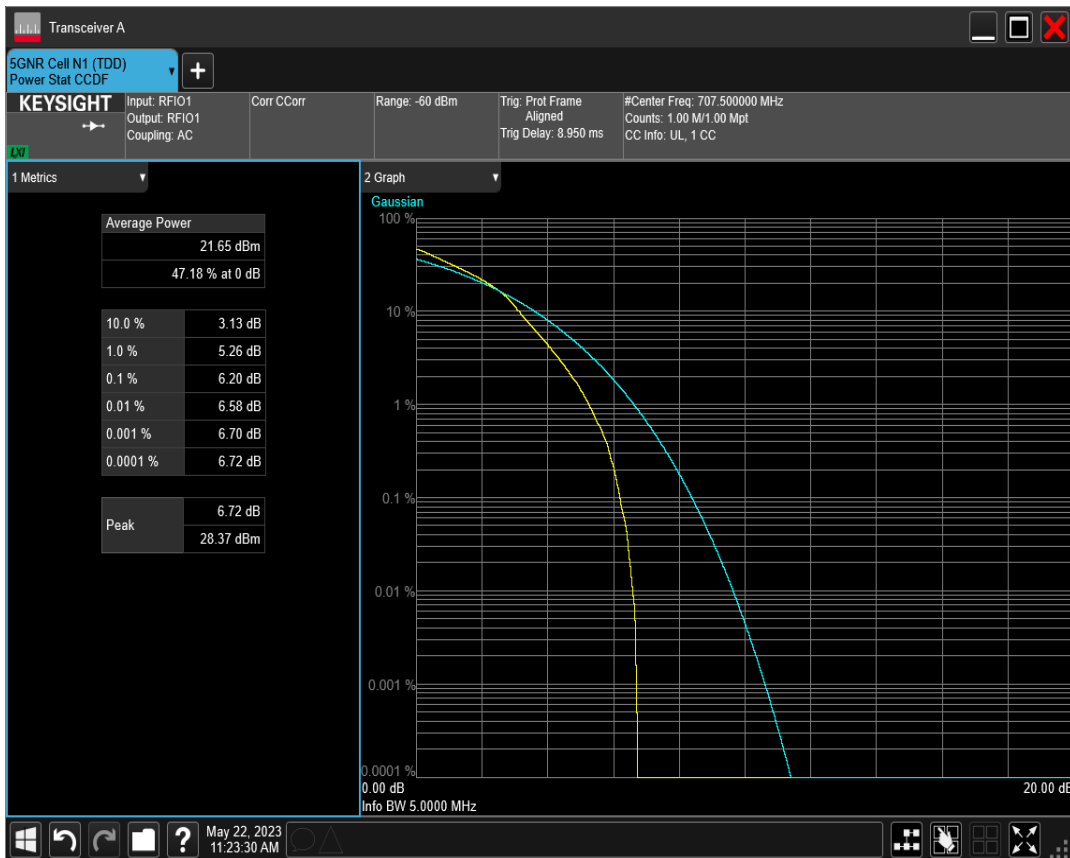 Transceiver A
5GNR Cell N1 (TDD)
Power Stat CCDF
KEYSIGHT
LXI
Input: RFIO1
Output: RFIO1
Coupling: AC
Corr CCorr
Range: -60 dBm
Trig: Prot Frame
Aligned
Trig Delay: 8.950 ms
#Center Freq: 707.500000 MHz
Counts: 1.00 M/1.00 Mpt
CC Info: UL, 1 CC
1 Metrics
Average Power
21.65 dBm
47.18 % at 0 dB
10.0 % 3.13 dB
1.0 % 5.26 dB
0.1 % 6.20 dB
0.01 % 6.58 dB
0.001 % 6.70 dB
0.0001 % 6.72 dB
Peak
6.72 dB
28.37 dBm
2 Graph
Gaussian
100 %
10 %
1 %
0.1 %
0.01 %
0.001 %
0.0001 %
0.00 dB 20.00 dB
Info BW 5.0000 MHz
?
May 22, 2023
11:23:30 AM